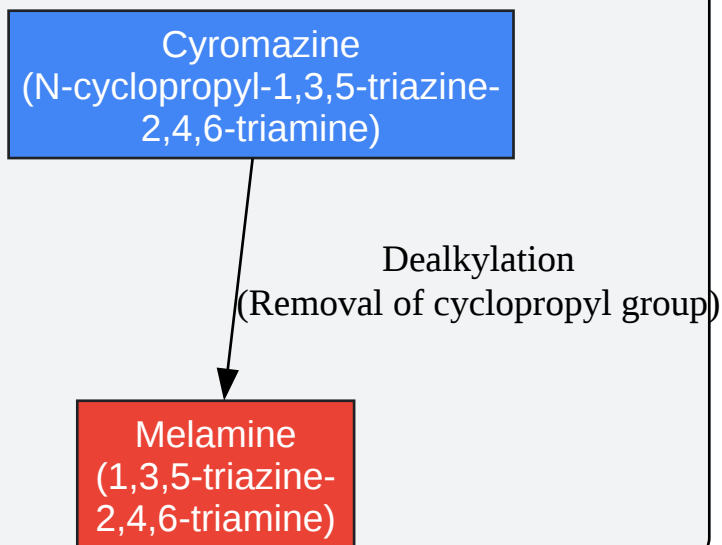 Cyromazine
(N-cyclopropyl-1,3,5-triazine-
2,4,6-triamine)
Dealkylation
(Removal of cyclopropyl group)
Melamine
(1,3,5-triazine-
2,4,6-triamine)